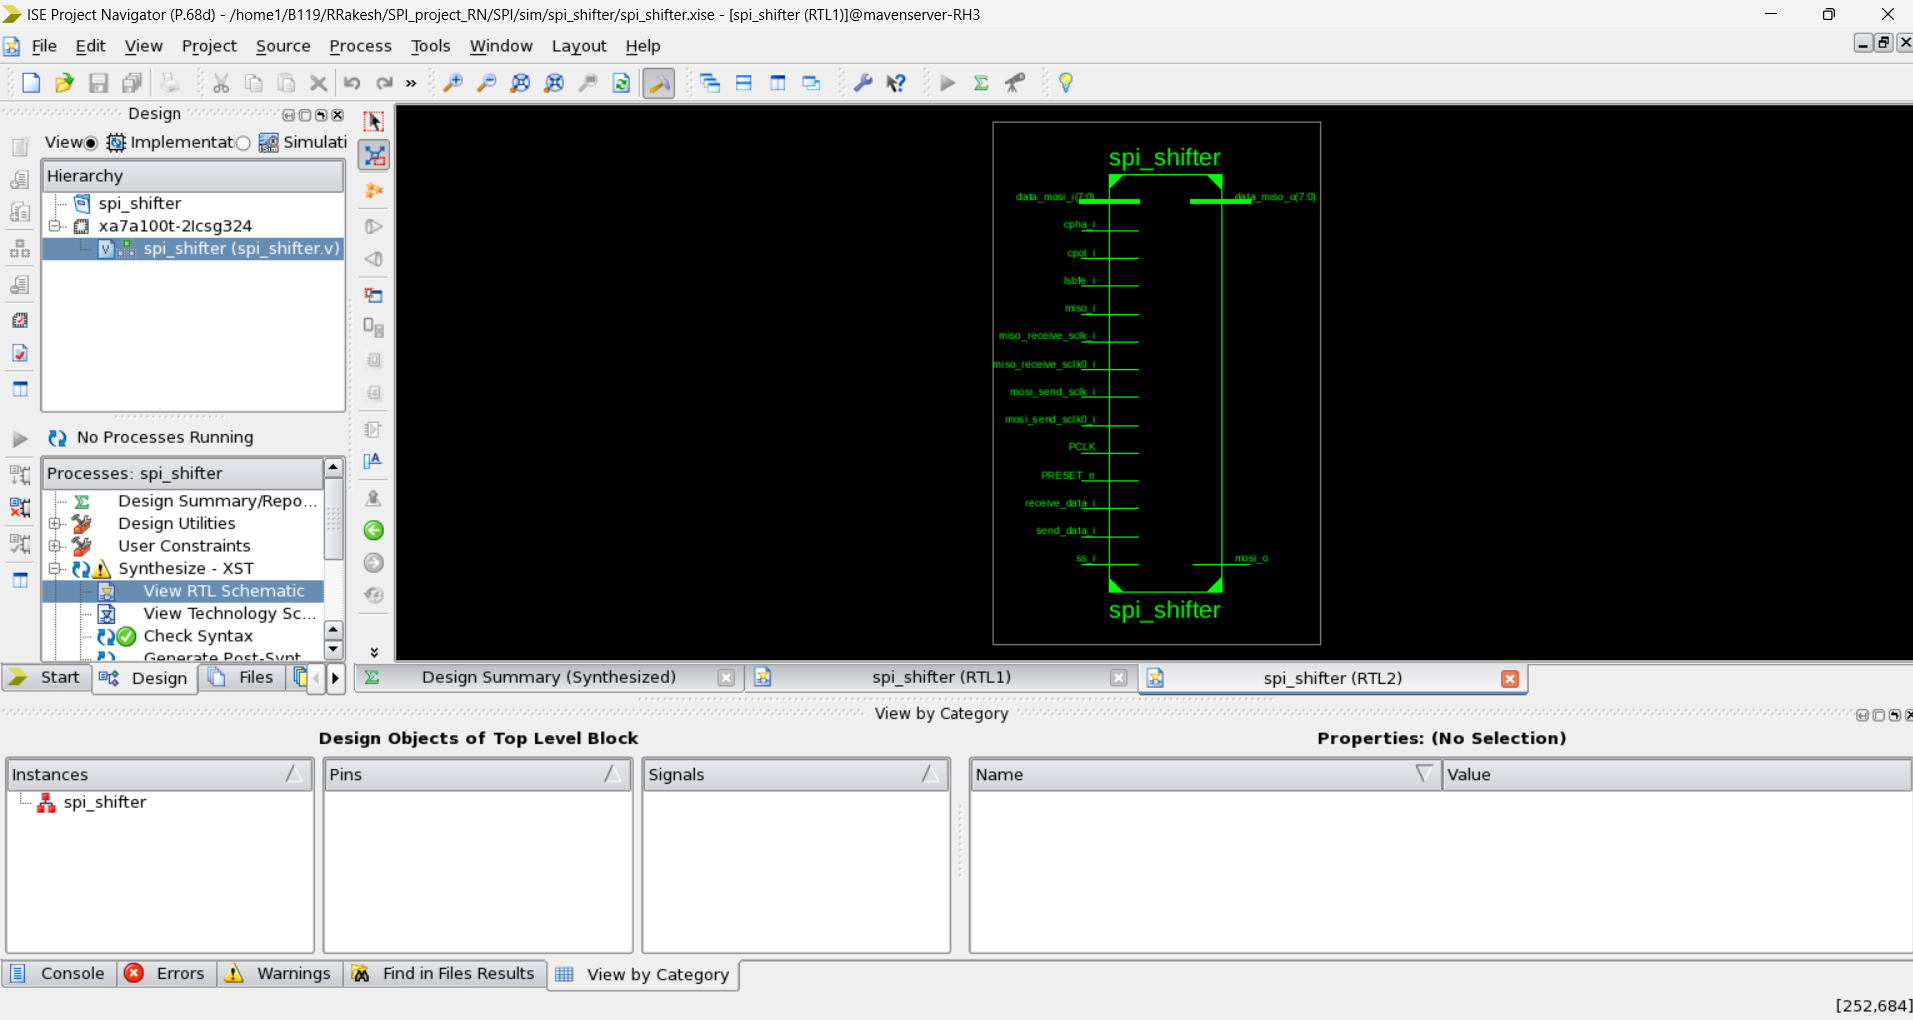 ISE Project Navigator (P.68d) - /home1/B119/RRakesh/SPI_project_RN/SPI/sim/spi_shifter/spi_shifter.xise - [spi_shifter (RTL1)]@mavenserver-RH3
File Edit View Project Source Process Tools Window Layout Help
Design
View Implementat Simulati
Hierarchy
spi_shifter
xa7a100t-2lcsg324
spi_shifter (spi_shifter.v)
No Processes Running
Processes: spi_shifter
Design Summary/Repo...
Design Utilities
User Constraints
Synthesize - XST
View RTL Schematic
View Technology Sc...
Check Syntax
Generate Post-Synt
Start Design Files
spi_shifter
data_mosi_i(7:0) data_miso_o(7:0)
cpha_i
cpol_i
lsbfe_i
miso_i
miso_receive_sclk_i
miso_receive_sclk0_i
mosi_send_sclk_i
mosi_send_sclk0_i
PCLK
PRESET_n
receive_data_i
send_data_i
ss_i mosi_o
spi_shifter
Design Summary (Synthesized) spi_shifter (RTL1) spi_shifter (RTL2)
View by Category
Design Objects of Top Level Block Properties: (No Selection)
Instances Pins Signals Name Value
spi_shifter
Console Errors Warnings Find in Files Results View by Category
[252,684]